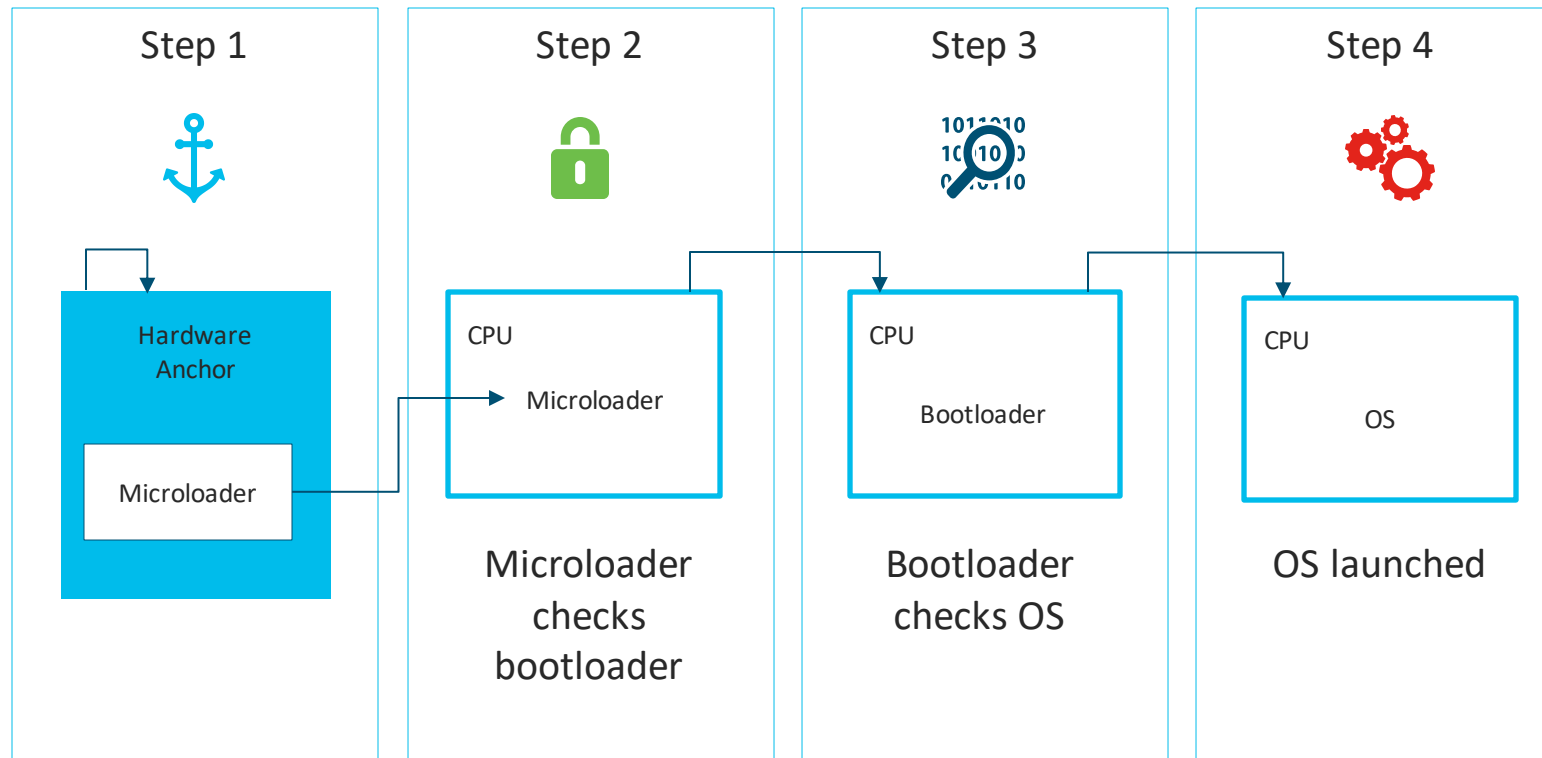 Step 1
Hardware
Anchor
Microloader
Step 2
CPU
Microloader
Microloader
checks
bootloader
Step 3
CPU
Bootloader
Bootloader
checks OS
Step 4
CPU
OS
OS launched